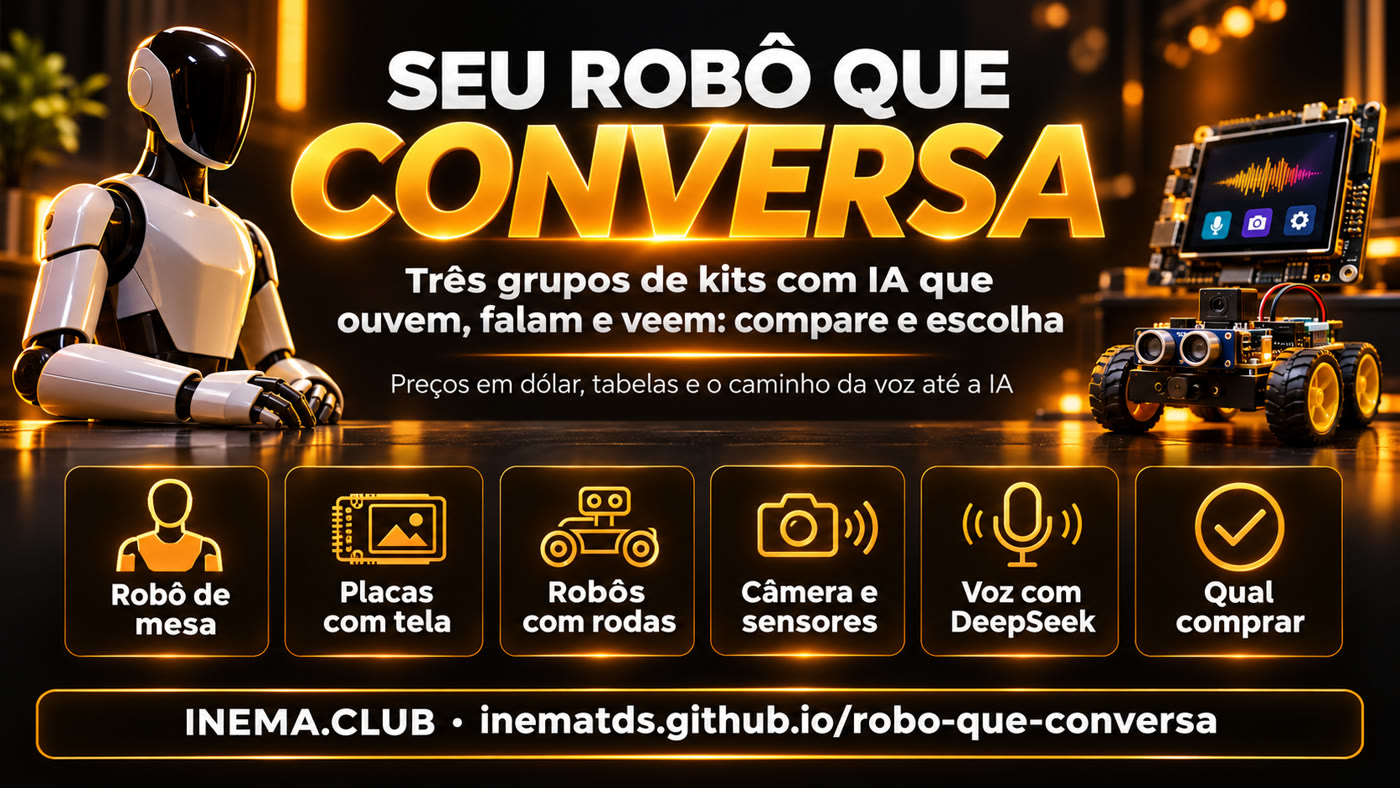 SEU ROBÔ QUE
CONVERSA
Três grupos de kits com IA que
ouvem, falam e veem: compare e escolha
Preços em dólar, tabelas e o caminho da voz até a IA
Robô de
mesa
Placas
com tela
Robôs
com rodas
Câmera e
sensores
Voz com
DeepSeek
Qual
comprar
INEMA.CLUB • inematds.github.io/robo-que-conversa